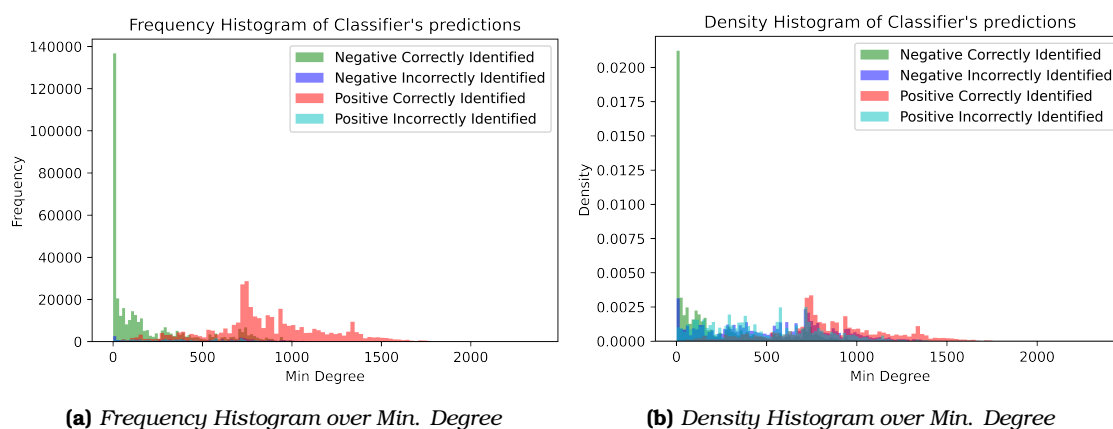 Frequency Histogram of Classifier's predictions
140000
120000
100000
80000
60000
40000
20000
0
Frequency
Negative Correctly Identified
Negative Incorrectly Identified
Positive Correctly Identified
Positive Incorrectly Identified
0 500 1000 1500 2000
Min Degree
(a) Frequency Histogram over Min. Degree
Density Histogram of Classifier's predictions
0.0200
0.0175
0.0150
0.0125
0.0100
0.0075
0.0050
0.0025
0.0000
Density
Negative Correctly Identified
Negative Incorrectly Identified
Positive Correctly Identified
Positive Incorrectly Identified
0 500 1000 1500 2000
Min Degree
(b) Density Histogram over Min. Degree